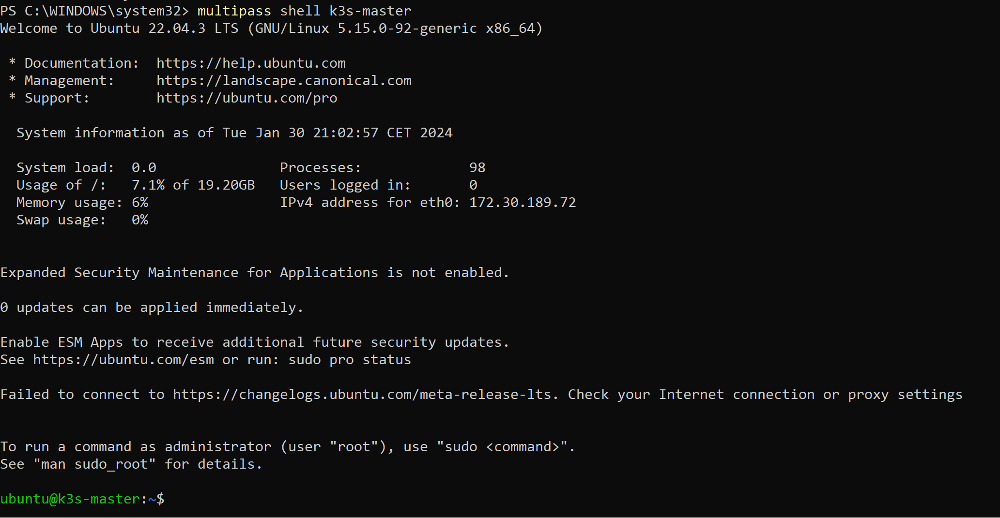 PS C:\WINDOWS\system32> multipass shell k3s-master
Welcome to Ubuntu 22.04.3 LTS (GNU/Linux 5.15.0-92-generic x86_64)
* Documentation:  https://help.ubuntu.com
* Management:     https://landscape.canonical.com
* Support:        https://ubuntu.com/pro
System information as of Tue Jan 30 21:02:57 CET 2024
System load:  0.0               Processes:             98
Usage of /:   7.1% of 19.20GB   Users logged in:       0
Memory usage: 6%                IPv4 address for eth0: 172.30.189.72
Swap usage:   0%
Expanded Security Maintenance for Applications is not enabled.
0 updates can be applied immediately.
Enable ESM Apps to receive additional future security updates.
See https://ubuntu.com/esm or run: sudo pro status
Failed to connect to https://changelogs.ubuntu.com/meta-release-lts. Check your Internet connection or proxy settings
To run a command as administrator (user "root"), use "sudo <command>".
See "man sudo_root" for details.
ubuntu@k3s-master:~$